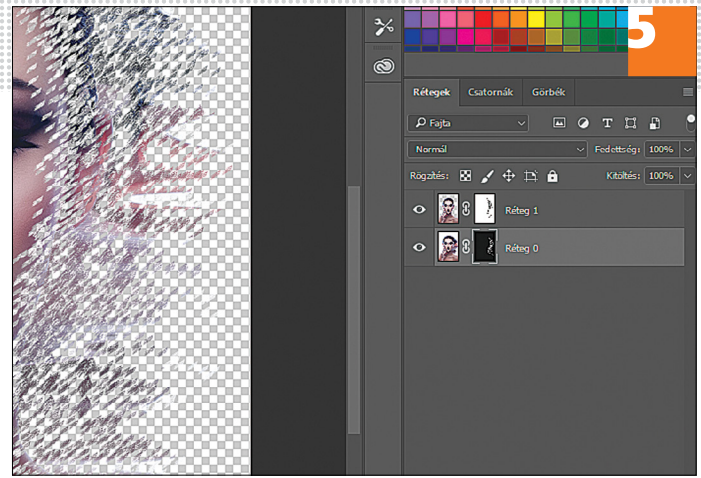 5
Rétegek Csatornák Görbék
Fajta
Normál Fedettség: 100%
Rögzítés: Kitöltés: 100%
Réteg 1
Réteg 0